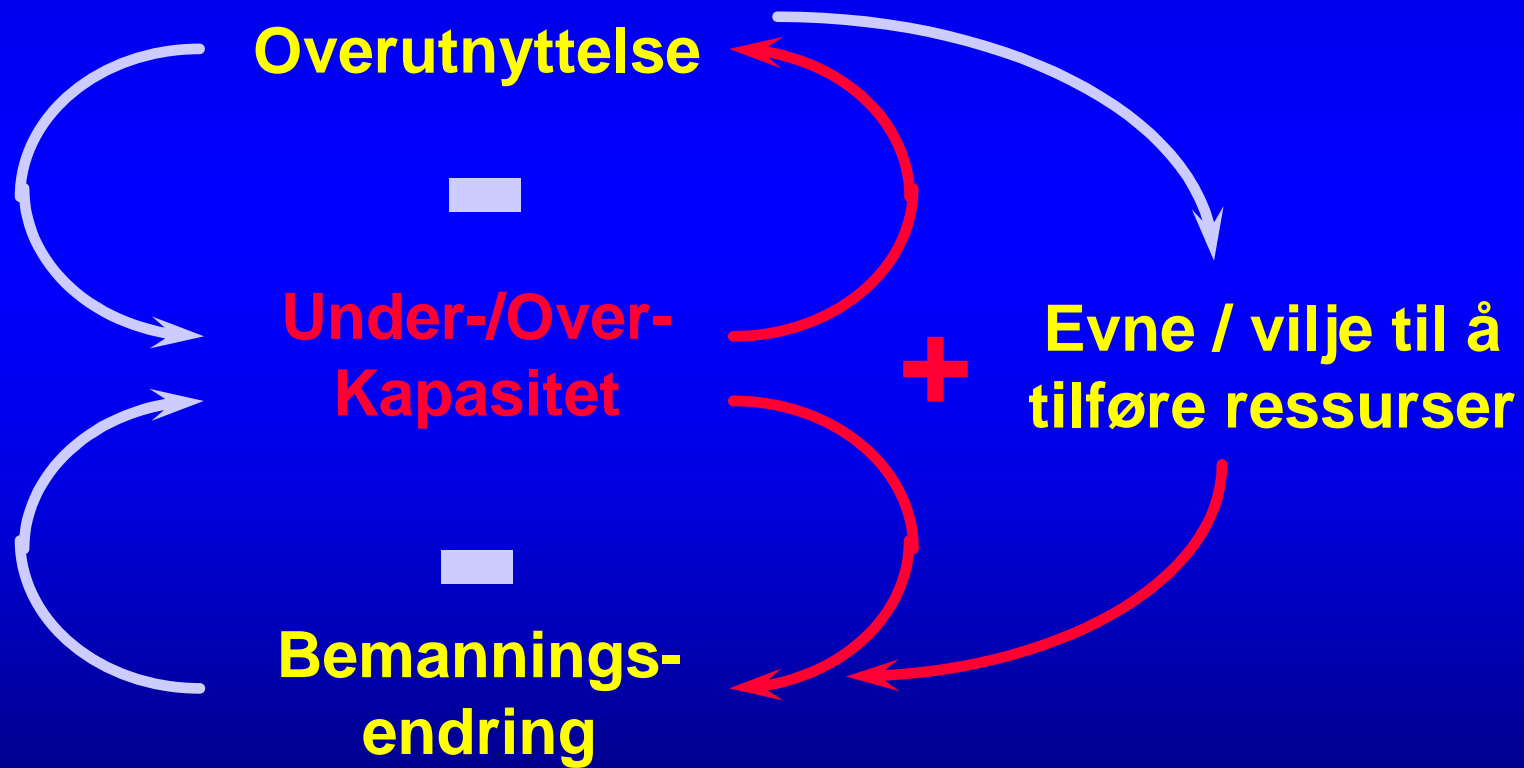 Overutnyttelse
Under-/Over-
Kapasitet
+
Evne / vilje til å
tilføre ressurser
Bemannings-
endring